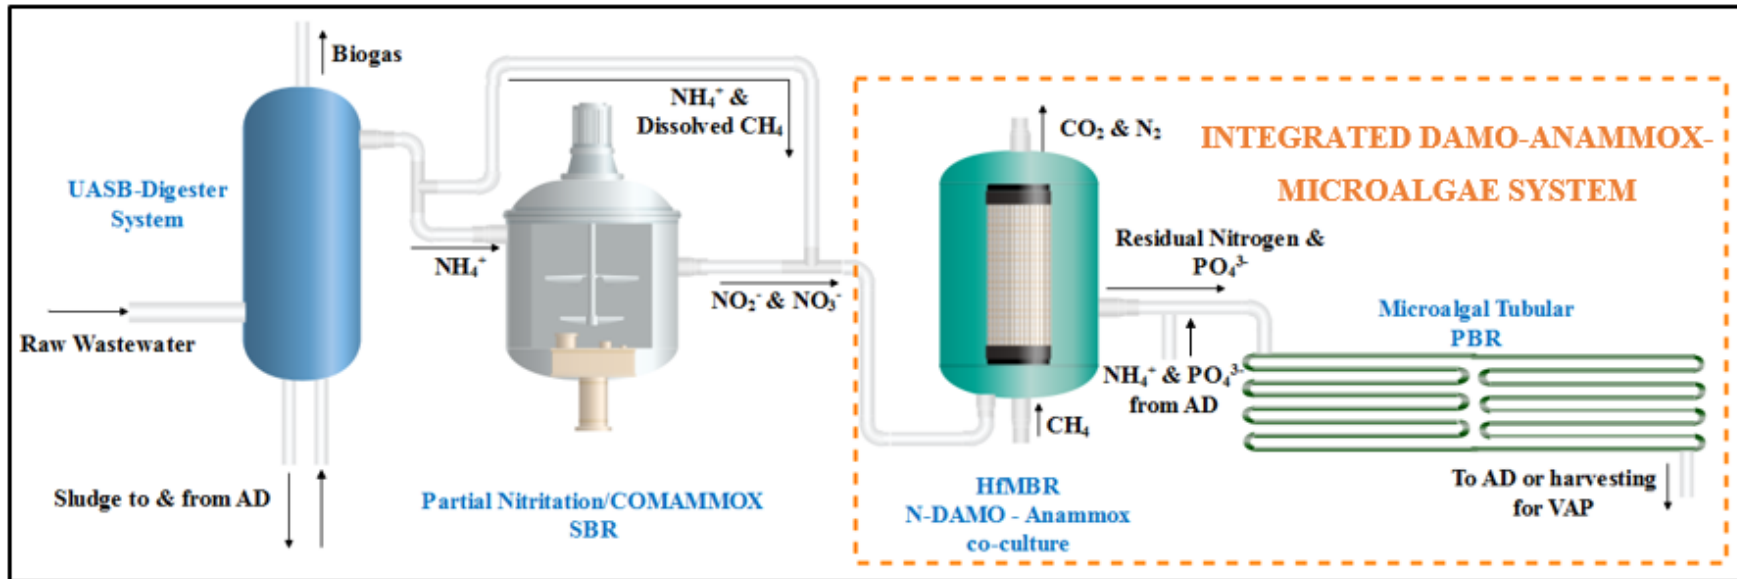 Biogas
UASB-Digester
System
Raw Wastewater
Sludge to & from AD
NH₄⁺ &
Dissolved CH₄
NH₄⁺
NO₂⁻ & NO₃⁻
Partial Nitritation/COMAMMOX
SBR
INTEGRATED DAMO-ANAMMOX-
MICROALGAE SYSTEM
CO₂ & N₂
Residual Nitrogen &
PO₄³⁻
NH₄⁺ & PO₄³⁻
from AD
CH₄
HfMBR
N-DAMO - Anammox
co-culture
Microalgal Tubular
PBR
To AD or harvesting
for VAP